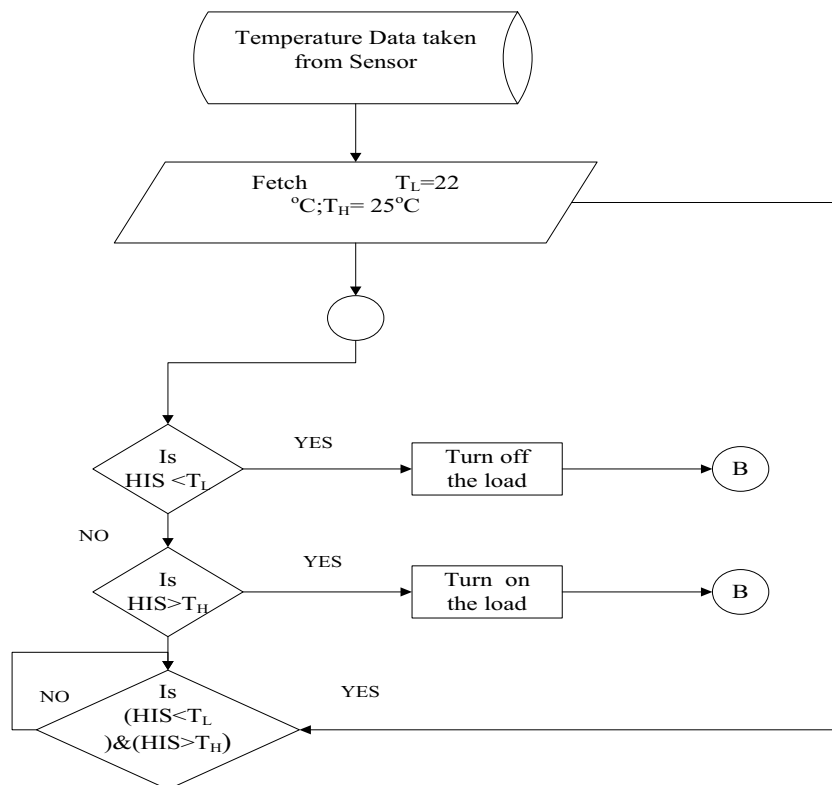 Temperature Data taken
from Sensor
Fetch T_L=22
°C;T_H= 25°C
Is
HIS <T_L
YES
Turn off
the load
B
NO
Is
HIS>T_H
YES
Turn on
the load
B
NO
Is
(HIS<T_L
)&(HIS>T_H)
YES